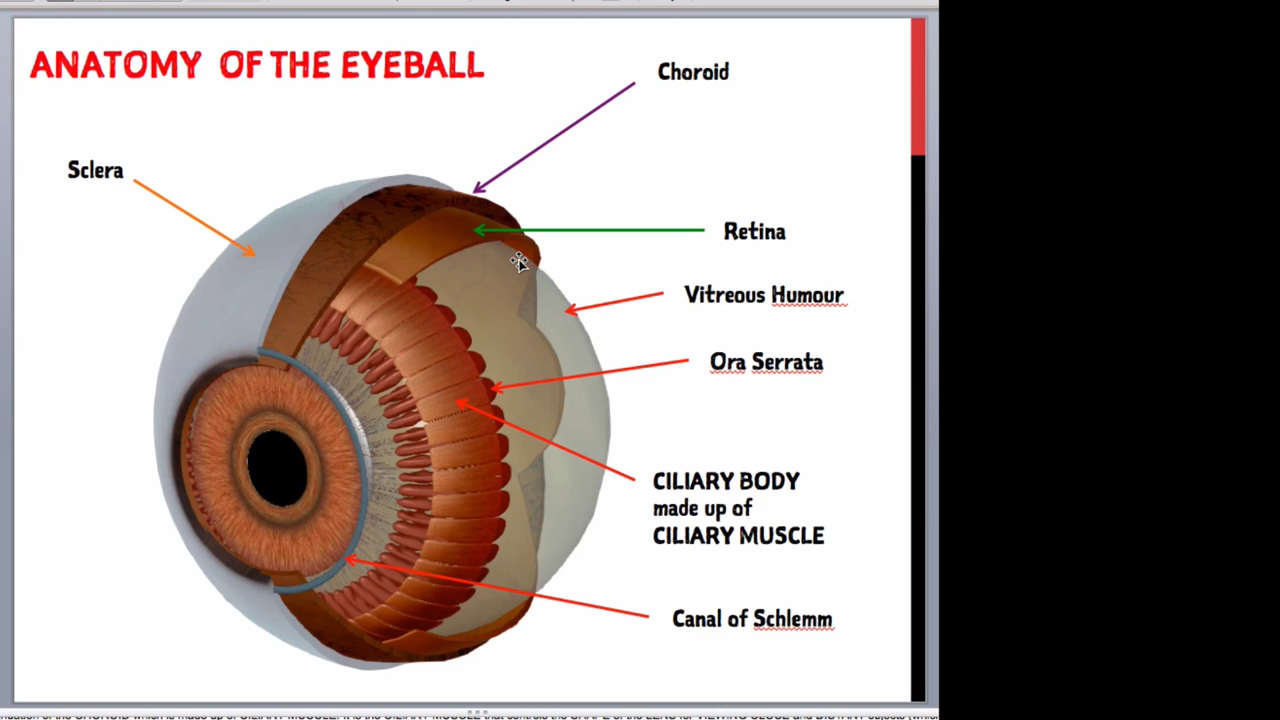 ANATOMY OF THE EYEBALL
Choroid
Sclera
Retina
Vitreous Humour
Ora Serrata
CILIARY BODY
made up of
CILIARY MUSCLE
Canal of Schlemm